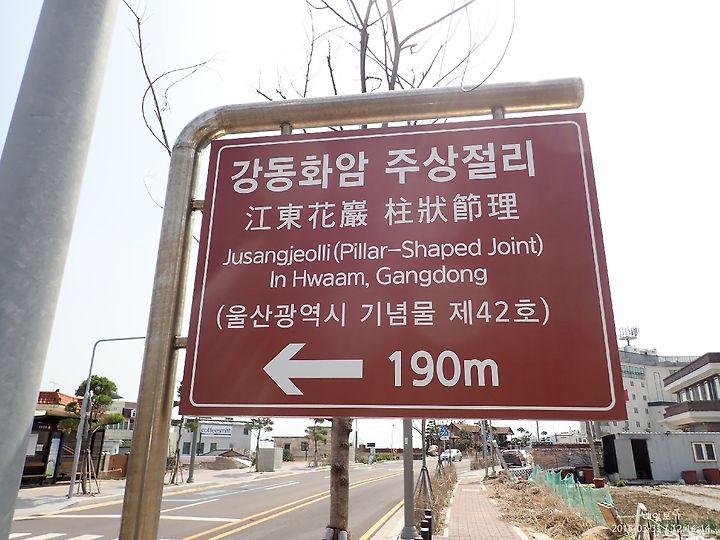 강동화암 주상절리
江東花巖 柱狀節理
Jusangjeolli(Pillar-Shaped Joint)
In Hwaam, Gangdong
(울산광역시 기념물 제42호)
190m
coffeesmith